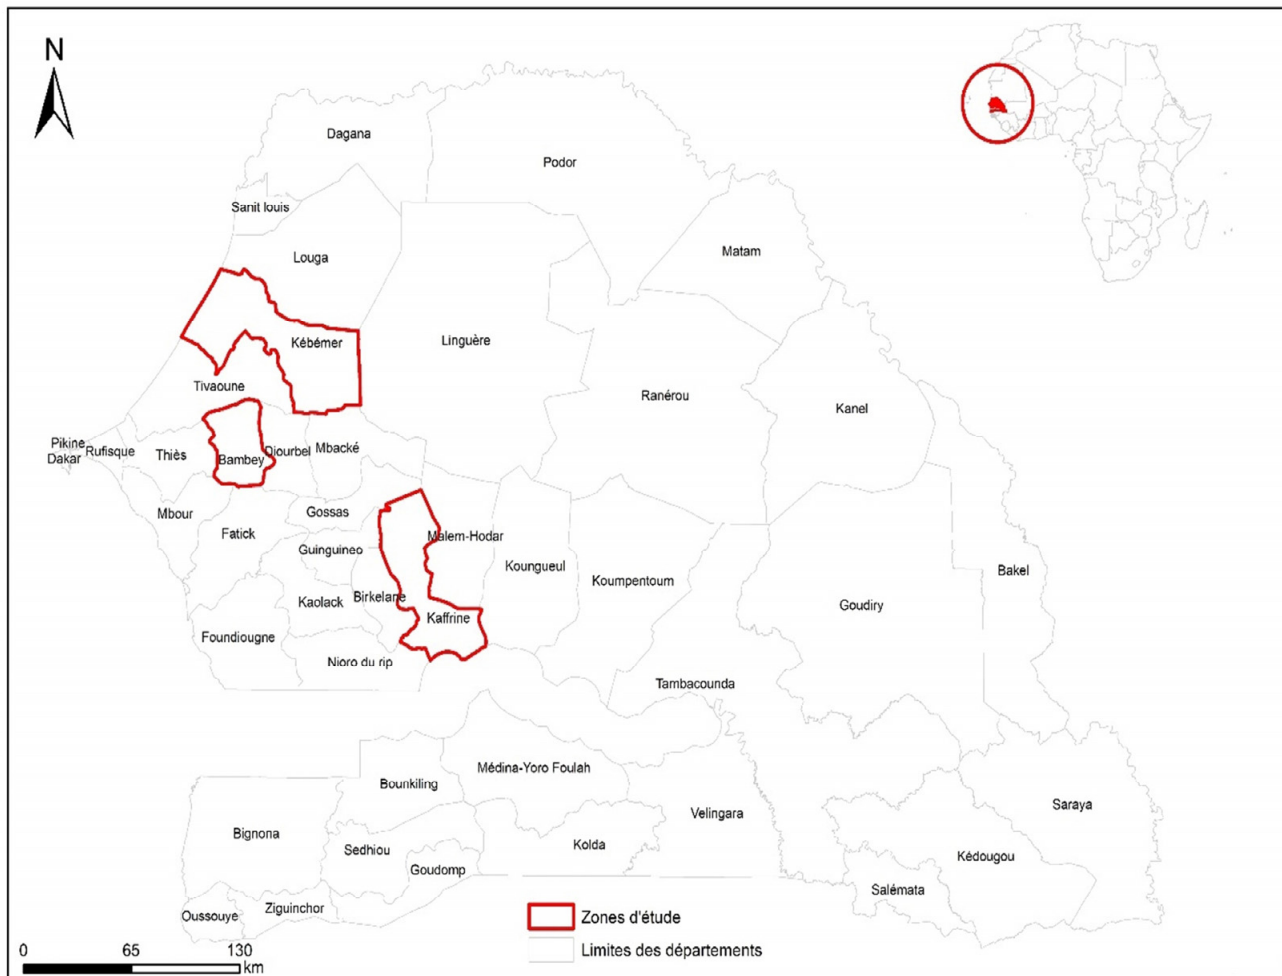 N
Dagana
Podor
Sanit louis
Matam
Louga
Kébémer
Linguère
Tivaoune
Ranérou
Kanel
Pikine
Dakar
Rufisque
Thiès
Bambey
Diourbel
Mbacké
Mbour
Gossas
Fatick
Malem-Hodar
Guinguineo
Koungueul
Koumpentoum
Bakel
Kaolack
Birkelane
Kaffrine
Goudiry
Foundiougne
Nioro du rip
Tambacounda
Médina-Yoro Foulah
Bounkiling
Velingara
Saraya
Bignona
Sedhiou
Kolda
Kédougou
Goudomp
Salémata
Oussouye
Ziguinchor
Zones d'étude
Limites des départements
0 65 130
km